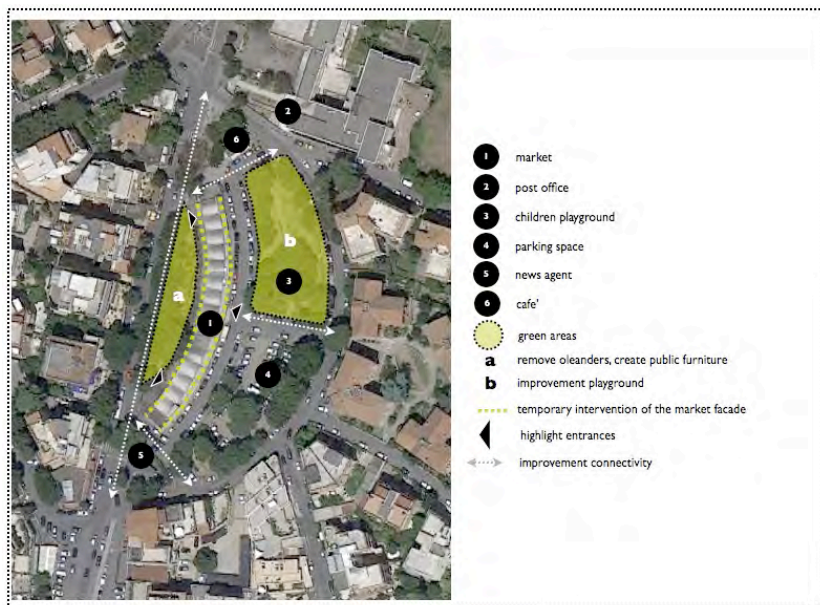 2
6
b
3
a
1
4
5
1 market
2 post office
3 children playground
4 parking space
5 news agent
6 cafe'
green areas
a remove oleanders, create public furniture
b improvement playground
temporary intervention of the market facade
highlight entrances
improvement connectivity